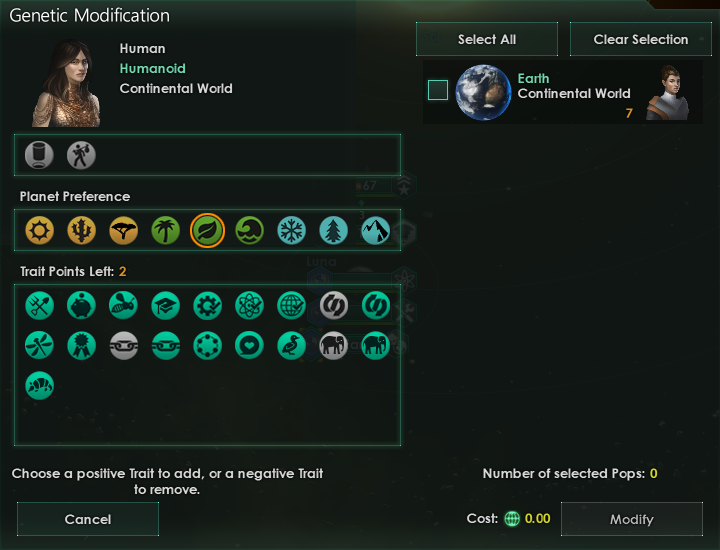 Genetic Modification
Human
Humanoid
Continental World
Select All
Clear Selection
Earth
Continental World
7
Planet Preference
67
Trait Points Left: 2
Luna
Choose a positive Trait to add, or a negative Trait
to remove.
Number of selected Pops: 0
Cancel
Cost: 0.00
Modify